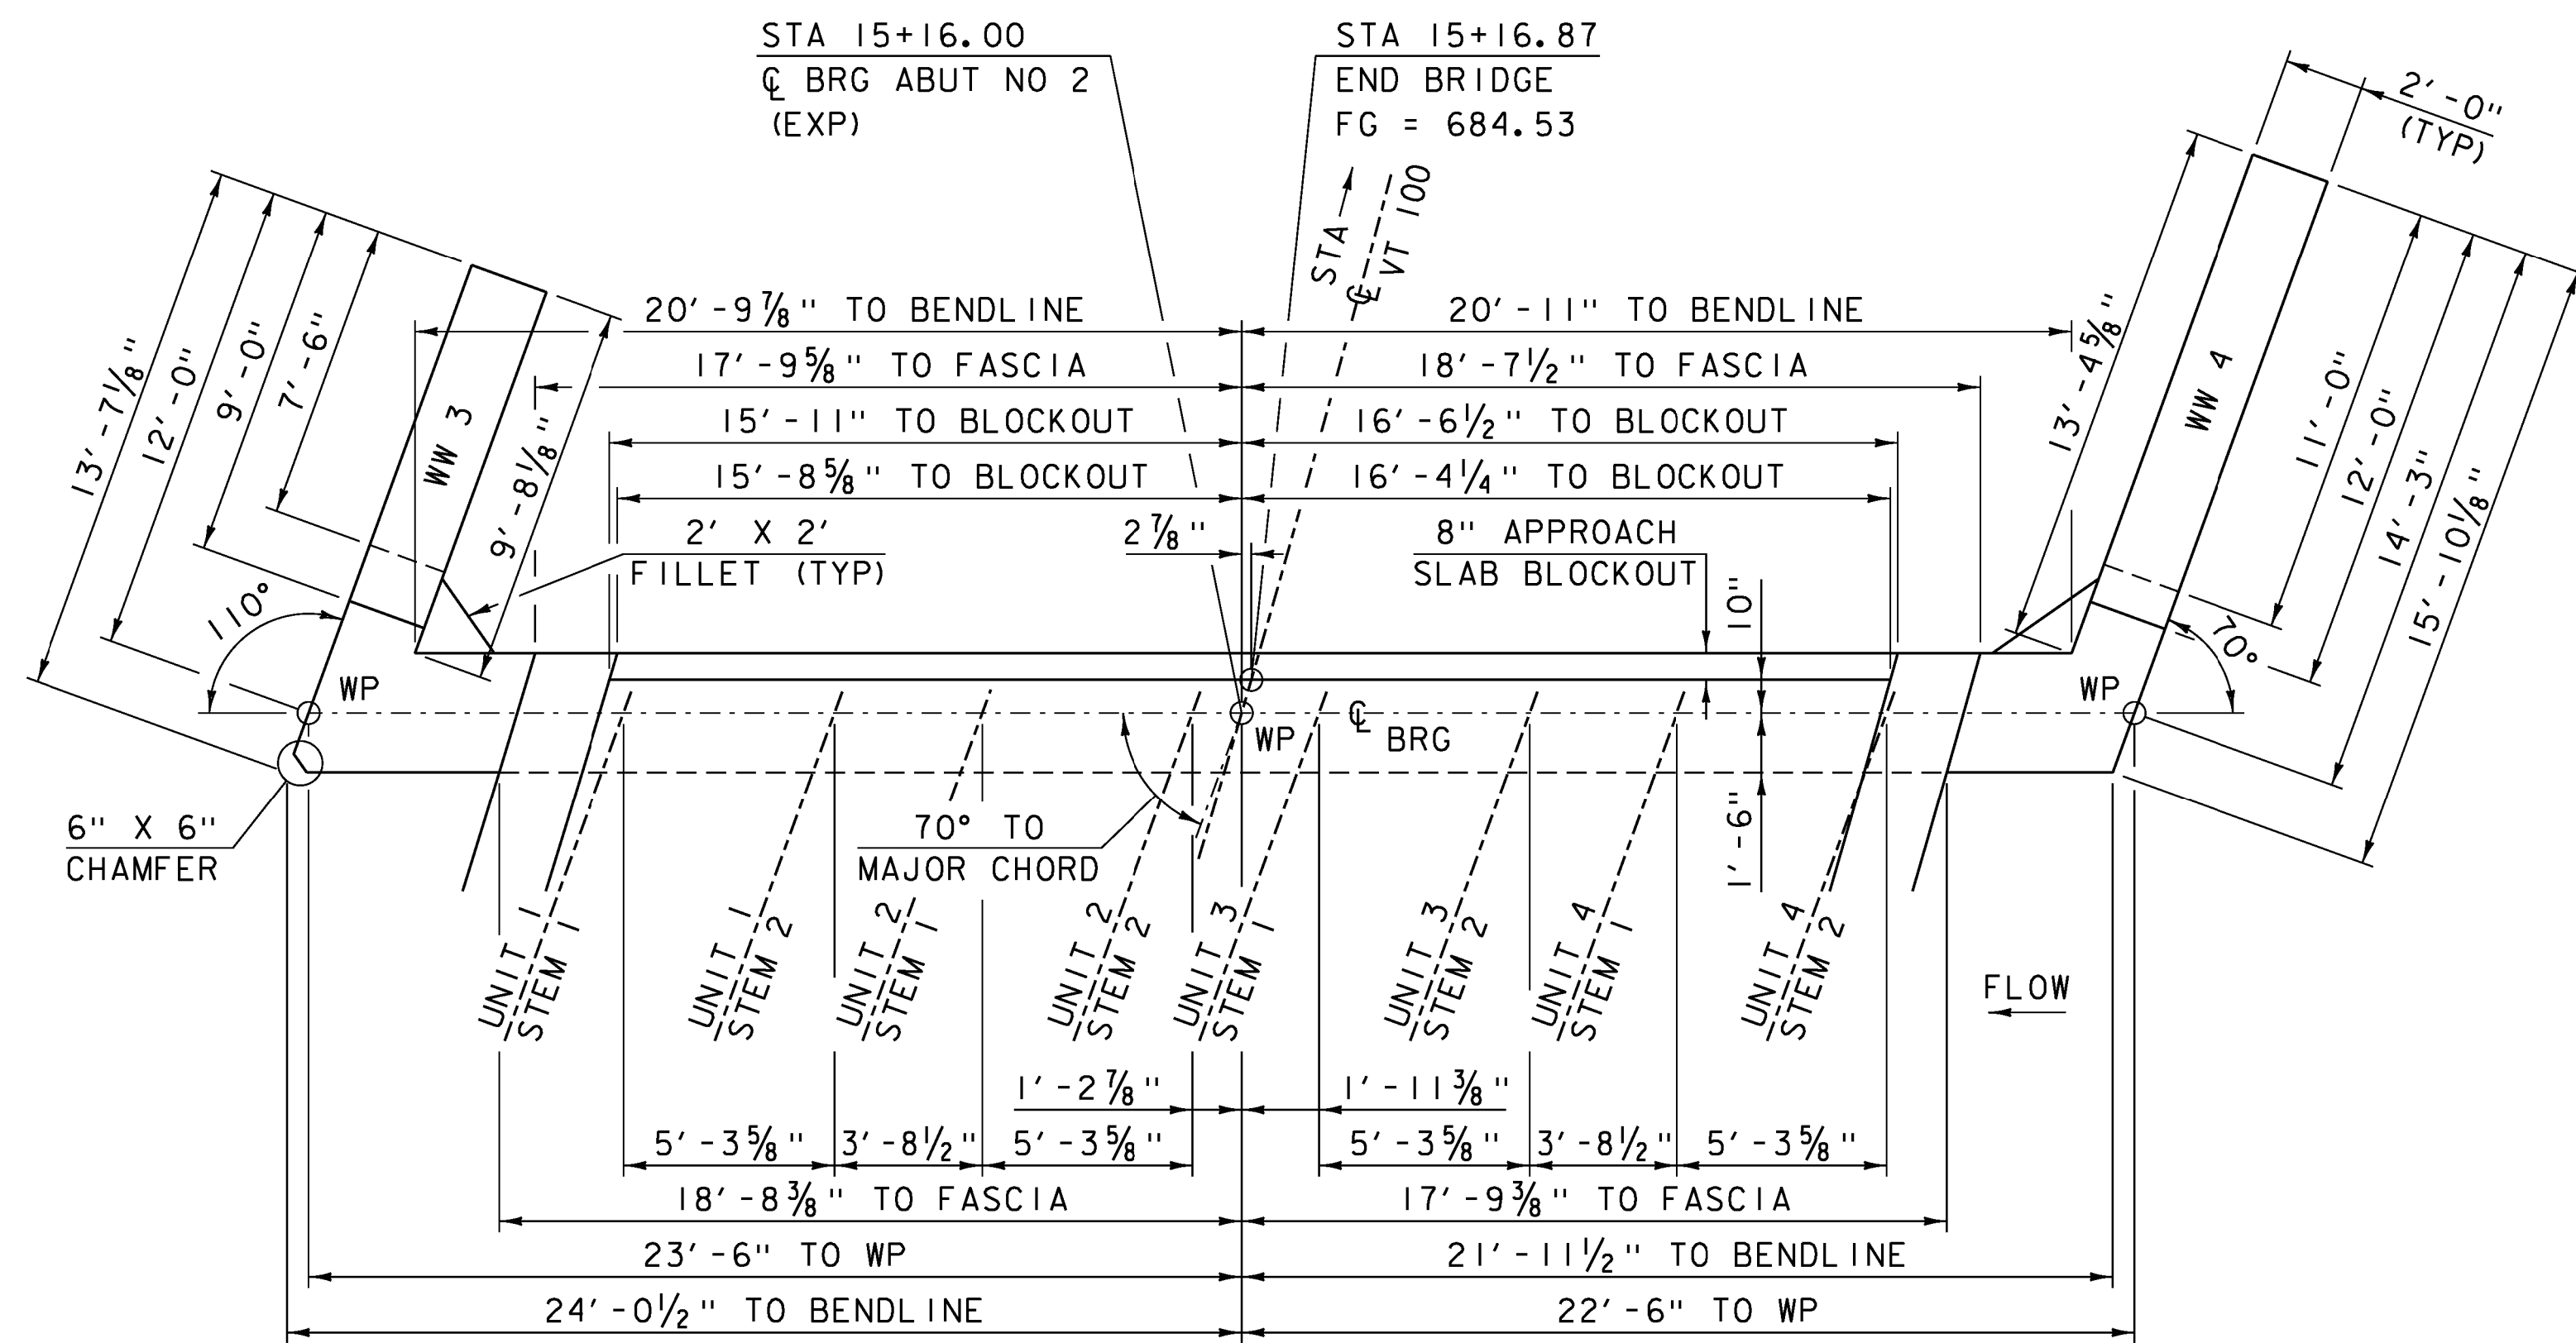 STA 15+16.00
℄ BRG ABUT NO 2
(EXP)
STA 15+16.87
END BRIDGE
FG = 684.53
2'-0"
(TYP)
STA
℄ VT 100
20'-9⅞" TO BENDLINE
20'-11" TO BENDLINE
17'-9⅝" TO FASCIA
18'-7½" TO FASCIA
15'-11" TO BLOCKOUT
16'-6½" TO BLOCKOUT
15'-8⅝" TO BLOCKOUT
16'-4¼" TO BLOCKOUT
13'-7⅛"
12'-0"
9'-0"
7'-6"
WW 3
9'-8⅛"
2' X 2'
FILLET (TYP)
2⅞"
8" APPROACH
SLAB BLOCKOUT
10"
13'-4⅝"
WW 4
11'-0"
12'-0"
14'-3"
15'-10⅛"
110°
70°
WP
WP
℄ BRG
WP
6" X 6"
CHAMFER
70° TO
MAJOR CHORD
1'-6"
UNIT 1
STEM 1
UNIT 1
STEM 2
UNIT 2
STEM 1
UNIT 2
STEM 2
UNIT 3
STEM 1
UNIT 3
STEM 2
UNIT 4
STEM 1
UNIT 4
STEM 2
FLOW
1'-2⅞"
1'-11⅜"
5'-3⅝"
3'-8½"
5'-3⅝"
5'-3⅝"
3'-8½"
5'-3⅝"
18'-8⅜" TO FASCIA
17'-9⅜" TO FASCIA
23'-6" TO WP
21'-11½" TO BENDLINE
24'-0½" TO BENDLINE
22'-6" TO WP